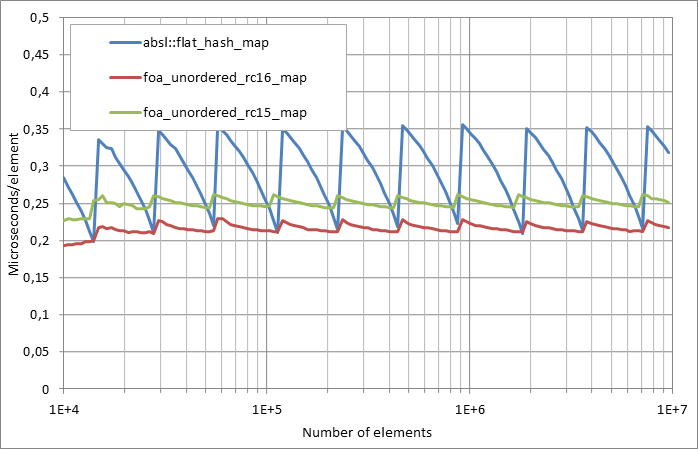 0,5
0,45
0,4
0,35
0,3
0,25
0,2
0,15
0,1
0,05
0
Microseconds/element
absl::flat_hash_map
foa_unordered_rc16_map
foa_unordered_rc15_map
1E+4 1E+5 1E+6 1E+7
Number of elements